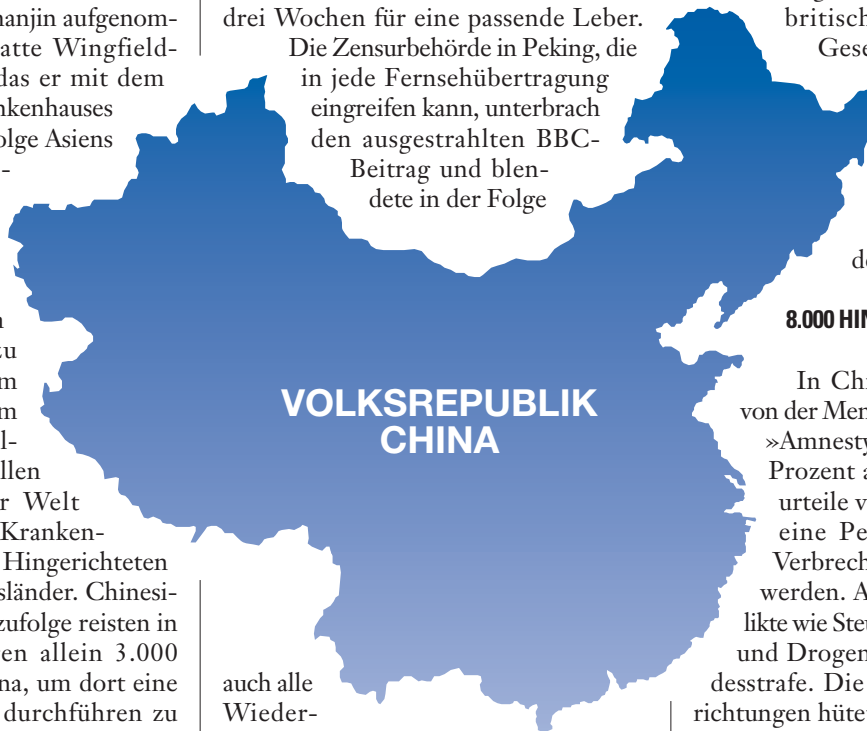 anjin aufgenom-
atte Wingfield-
das er mit dem
nkenhauses
olge Asiens
-
n
zu
m
m
l-
llen
r Welt
Kranken-
Hingerichteten
sländer. Chinesi-
zufolge reisten in
en allein 3.000
na, um dort eine
durchführen zu
drei Wochen für eine passende Leber.
Die Zensurbehörde in Peking, die
in jede Fernsehübertragung
eingreifen kann, unterbrach
den ausgestrahlten BBC-
Beitrag und blen-
dete in der Folge
VOLKSREPUBLIK
CHINA
auch alle
Wieder-
britisch
Gese
de
8.000 HIN
In Chi
von der Men
»Amnesty
Prozent a
urteile v
eine Pe
Verbrech
werden. A
likte wie Steu
und Drogen
desstrafe. Die
richtungen hüte